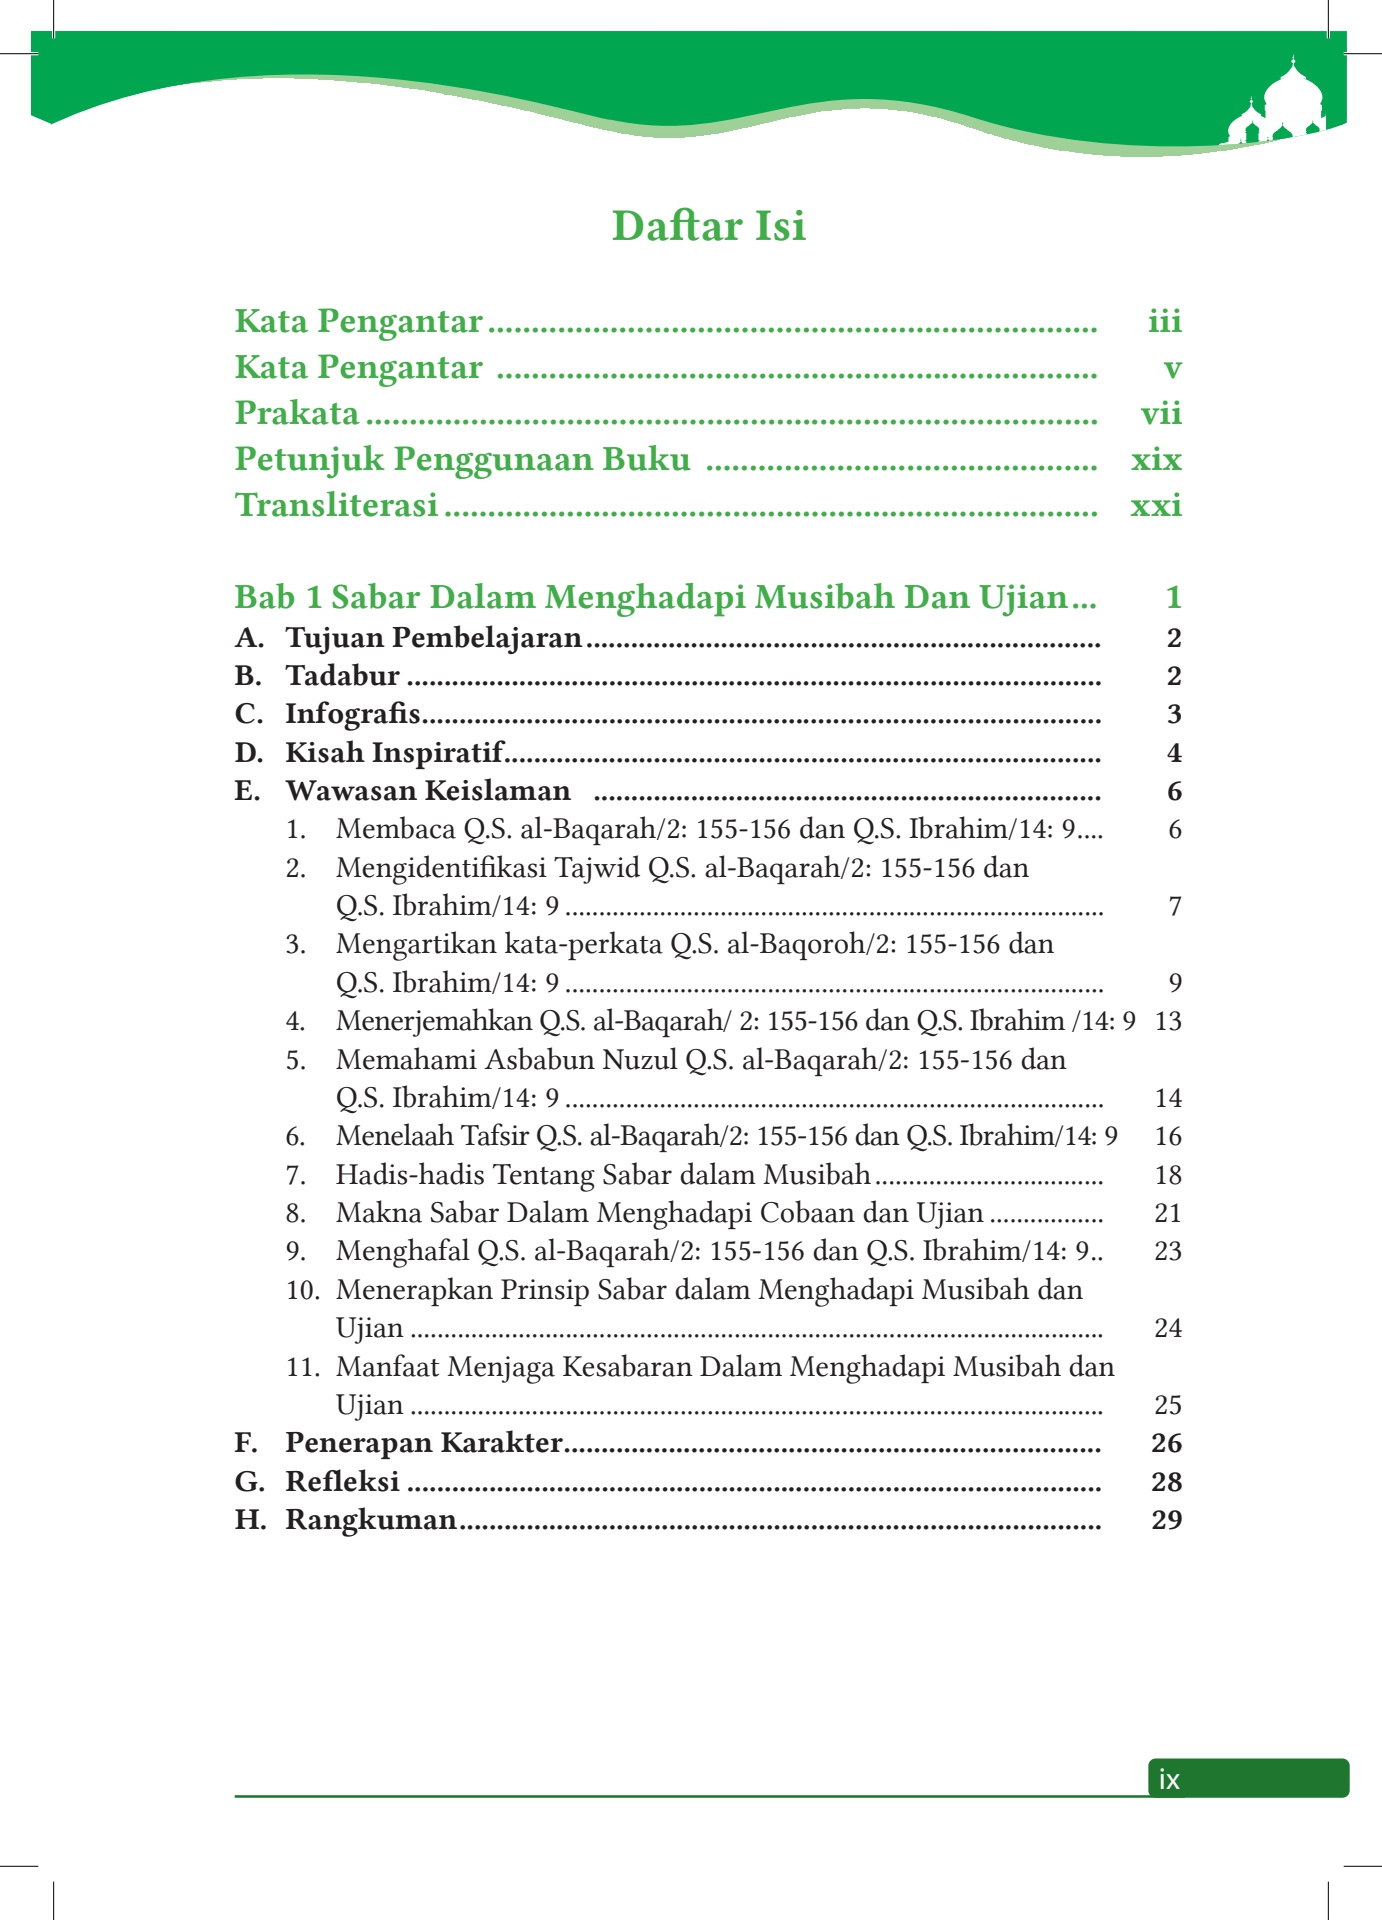 Daftar Isi
Kata Pengantar...................................................................... iii
Kata Pengantar ..................................................................... v
Prakata.................................................................................... vii
Petunjuk Penggunaan Buku ............................................. xix
Transliterasi........................................................................... xxi
Bab 1 Sabar Dalam Menghadapi Musibah Dan Ujian... 1
A. Tujuan Pembelajaran..................................................................... 2
B. Tadabur ............................................................................................. 2
C. Infografis........................................................................................... 3
D. Kisah Inspiratif................................................................................ 4
E. Wawasan Keislaman .................................................................... 6
1. Membaca Q.S. al-Baqarah/2: 155-156 dan Q.S. Ibrahim/14: 9.... 6
2. Mengidentifikasi Tajwid Q.S. al-Baqarah/2: 155-156 dan
Q.S. Ibrahim/14: 9 ................................................................................ 7
3. Mengartikan kata-perkata Q.S. al-Baqoroh/2: 155-156 dan
Q.S. Ibrahim/14: 9 ................................................................................ 9
4. Menerjemahkan Q.S. al-Baqarah/ 2: 155-156 dan Q.S. Ibrahim /14: 9 13
5. Memahami Asbabun Nuzul Q.S. al-Baqarah/2: 155-156 dan
Q.S. Ibrahim/14: 9 ................................................................................ 14
6. Menelaah Tafsir Q.S. al-Baqarah/2: 155-156 dan Q.S. Ibrahim/14: 9 16
7. Hadis-hadis Tentang Sabar dalam Musibah.................................. 18
8. Makna Sabar Dalam Menghadapi Cobaan dan Ujian ................. 21
9. Menghafal Q.S. al-Baqarah/2: 155-156 dan Q.S. Ibrahim/14: 9.. 23
10. Menerapkan Prinsip Sabar dalam Menghadapi Musibah dan
Ujian ....................................................................................................... 24
11. Manfaat Menjaga Kesabaran Dalam Menghadapi Musibah dan
Ujian ....................................................................................................... 25
F. Penerapan Karakter........................................................................ 26
G. Refleksi ............................................................................................. 28
H. Rangkuman...................................................................................... 29
ix